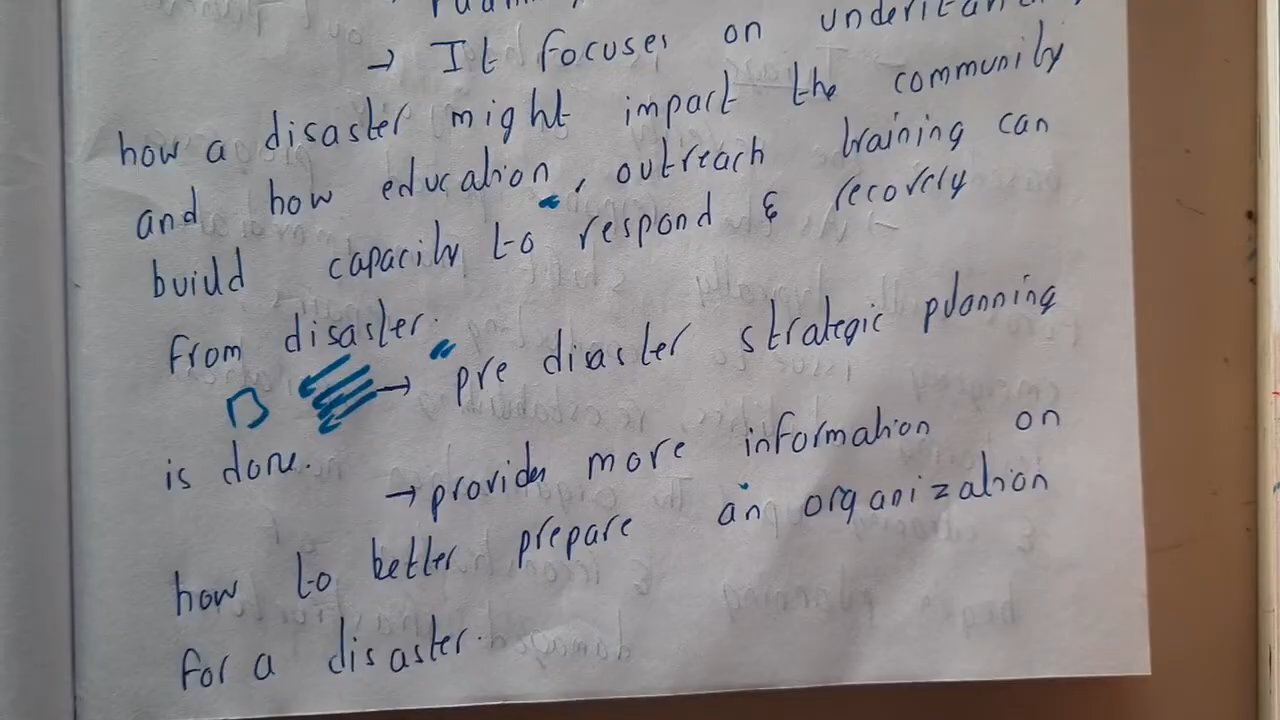 → It focuses on
how a disaster might impact the community
and how education, outreach training can
build capacity to respond & recovery
from disaster.
→ pre disaster strategic planning
is done.
→ provides more information on
how to better prepare an organization
for a disaster.